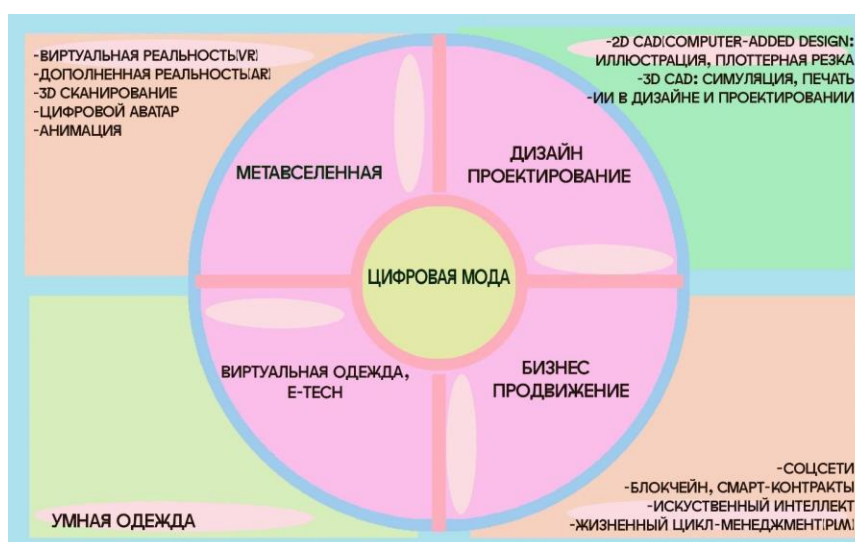 -ВИРТУАЛЬНАЯ РЕАЛЬНОСТЬ(VR)
-ДОПОЛНЕННАЯ РЕАЛЬНОСТЬ(AR)
-3D СКАНИРОВАНИЕ
-ЦИФРОВОЙ АВАТАР
-АНИМАЦИЯ
-2D CAD(COMPUTER-ADDED DESIGN:
ИЛЛЮСТРАЦИЯ, ПЛОТТЕРНАЯ РЕЗКА
-3D CAD: СИМУЛЯЦИЯ, ПЕЧАТЬ
-ИИ В ДИЗАЙНЕ И ПРОЕКТИРОВАНИИ
МЕТАВСЕЛЕННАЯ
ДИЗАЙН
ПРОЕКТИРОВАНИЕ
ЦИФРОВАЯ МОДА
ВИРТУАЛЬНАЯ ОДЕЖДА,
E-TECH
БИЗНЕС
ПРОДВИЖЕНИЕ
УМНАЯ ОДЕЖДА
-СОЦСЕТИ
-БЛОКЧЕЙН, СМАРТ-КОНТРАКТЫ
-ИСКУСТВЕННЫЙ ИНТЕЛЛЕКТ
-ЖИЗНЕННЫЙ ЦИКЛ-МЕНЕДЖМЕНТ(PLM)